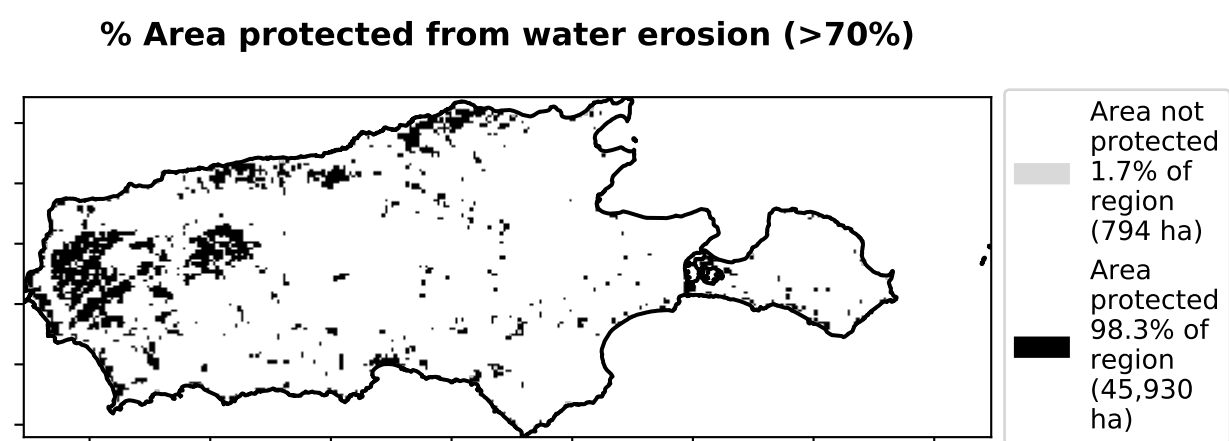 % Area protected from water erosion (>70%)
Area not
protected
1.7% of
region
(794 ha)
Area
protected
98.3% of
region
(45,930
ha)